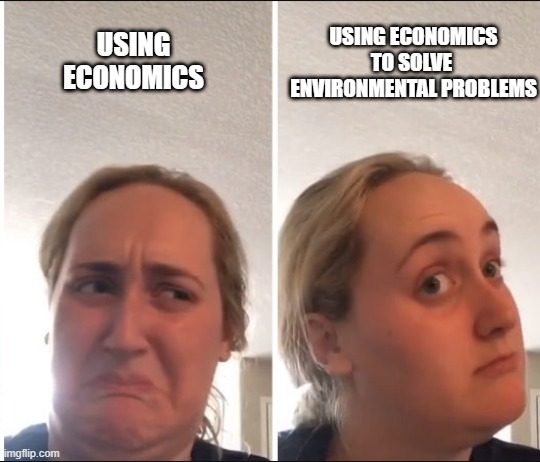 USING
ECONOMICS
USING ECONOMICS
TO SOLVE
ENVIRONMENTAL PROBLEMS
imgflip.com